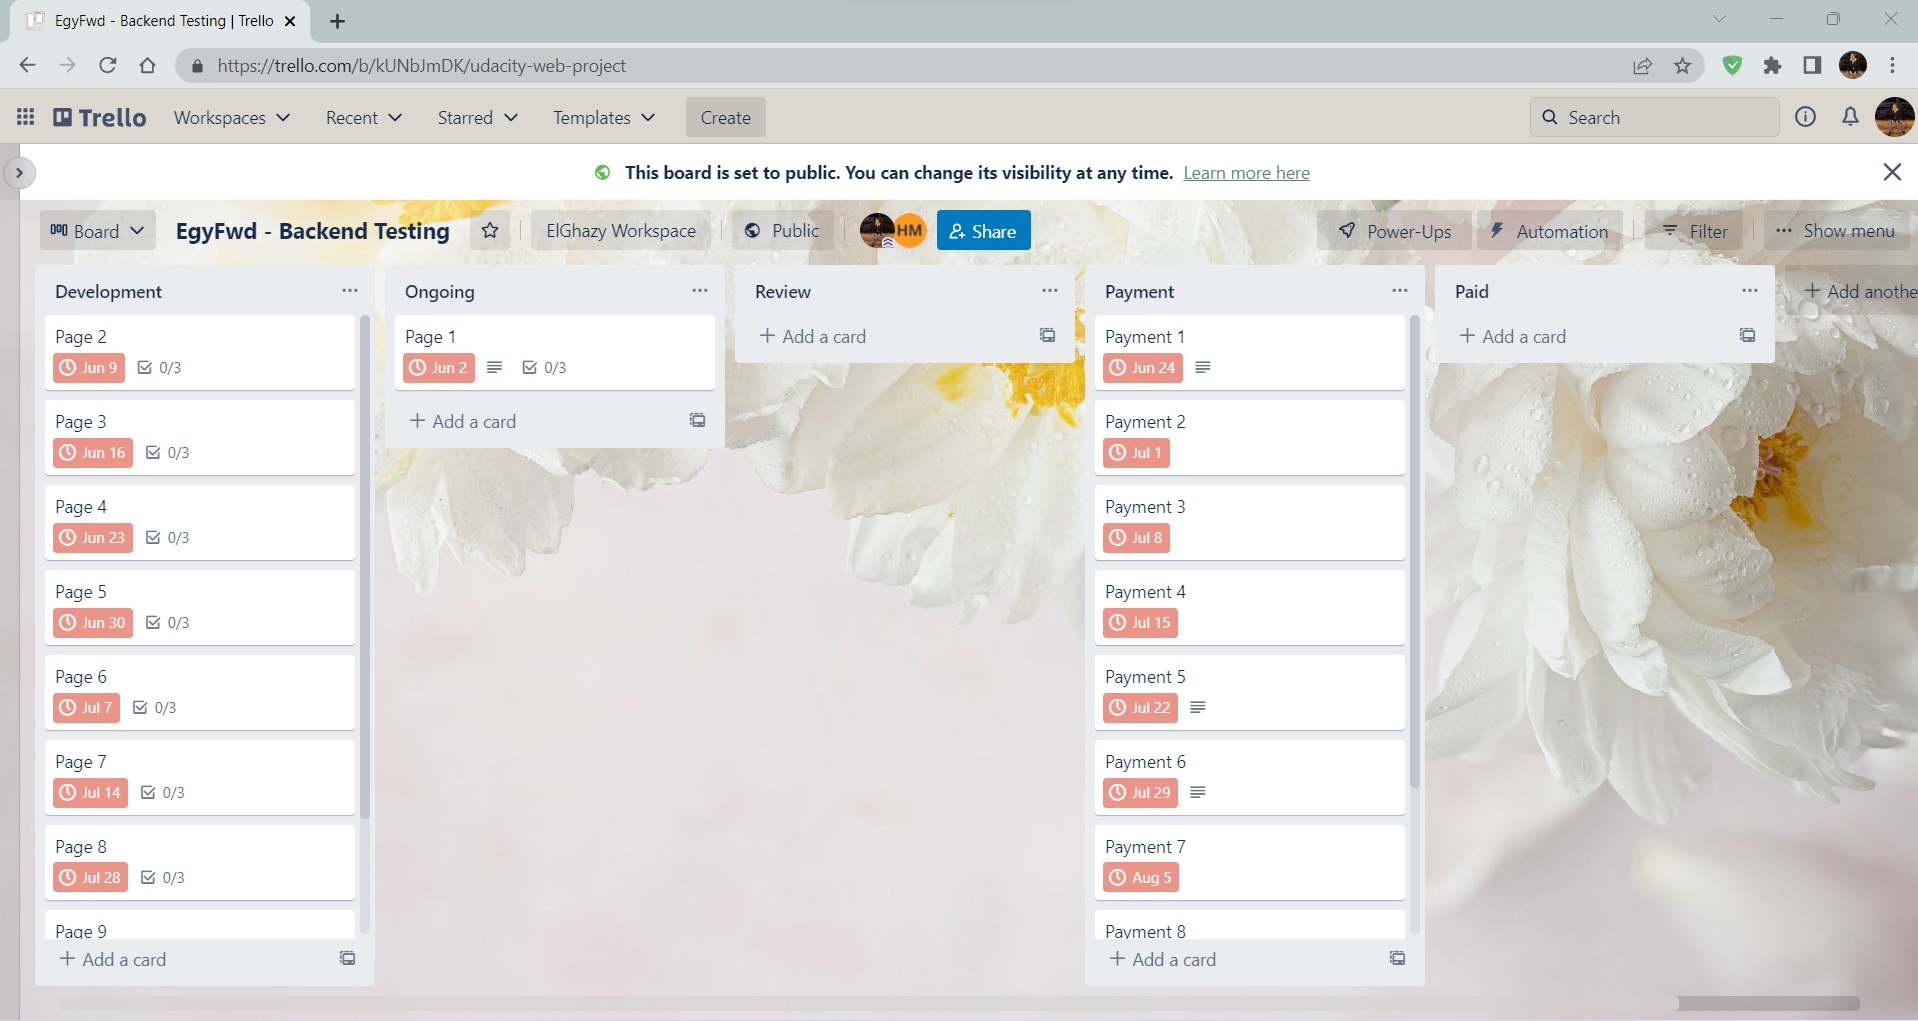 EgyFwd - Backend Testing | Trello
https://trello.com/b/kUNbJmDK/udacity-web-project
Trello
Workspaces
Recent
Starred
Templates
Create
Search
This board is set to public. You can change its visibility at any time. Learn more here
Board
EgyFwd - Backend Testing
ElGhazy Workspace
Public
HM
Share
Power-Ups
Automation
Filter
Show menu
Development
Page 2
Jun 9 0/3
Page 3
Jun 16 0/3
Page 4
Jun 23 0/3
Page 5
Jun 30 0/3
Page 6
Jul 7 0/3
Page 7
Jul 14 0/3
Page 8
Jul 28 0/3
Page 9
+ Add a card
Ongoing
Page 1
Jun 2 0/3
+ Add a card
Review
+ Add a card
Payment
Payment 1
Jun 24
Payment 2
Jul 1
Payment 3
Jul 8
Payment 4
Jul 15
Payment 5
Jul 22
Payment 6
Jul 29
Payment 7
Aug 5
Payment 8
+ Add a card
Paid
+ Add a card
+ Add anothe